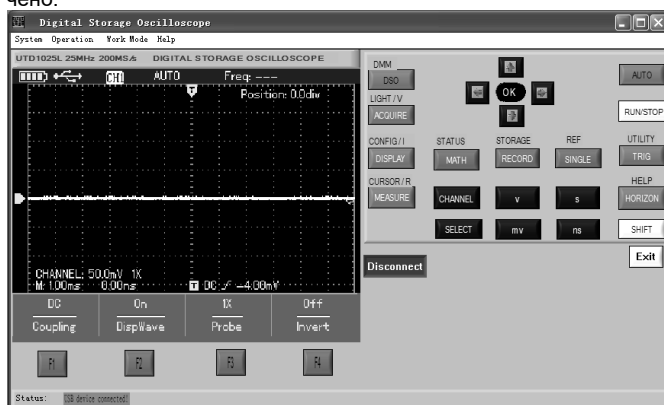 чено.
Digital Storage Oscilloscope
System Operation Work Mode Help
UTD1025L 25MHz 200MS/s DIGITAL STORAGE OSCILLOSCOPE
CH1 AUTO Freq: ---
T Position: 0.0div
CHANNEL: 50.0mV 1X
M: 1.00ms 0.00ns T DC -4.00mV
DC On 1X Off
Coupling DispWave Probe Invert
F1 F2 F3 F4
DMM
DSO
LIGHT / V
ACQUIRE
OK
AUTO
RUN/STOP
CONFIG / I STATUS STORAGE REF UTILITY
DISPLAY MATH RECORD SINGLE TRIG
CURSOR / R HELP
MEASURE CHANNEL v s HORIZON
SELECT mv ns SHIFT
Disconnect Exit
Status: USB device connected!